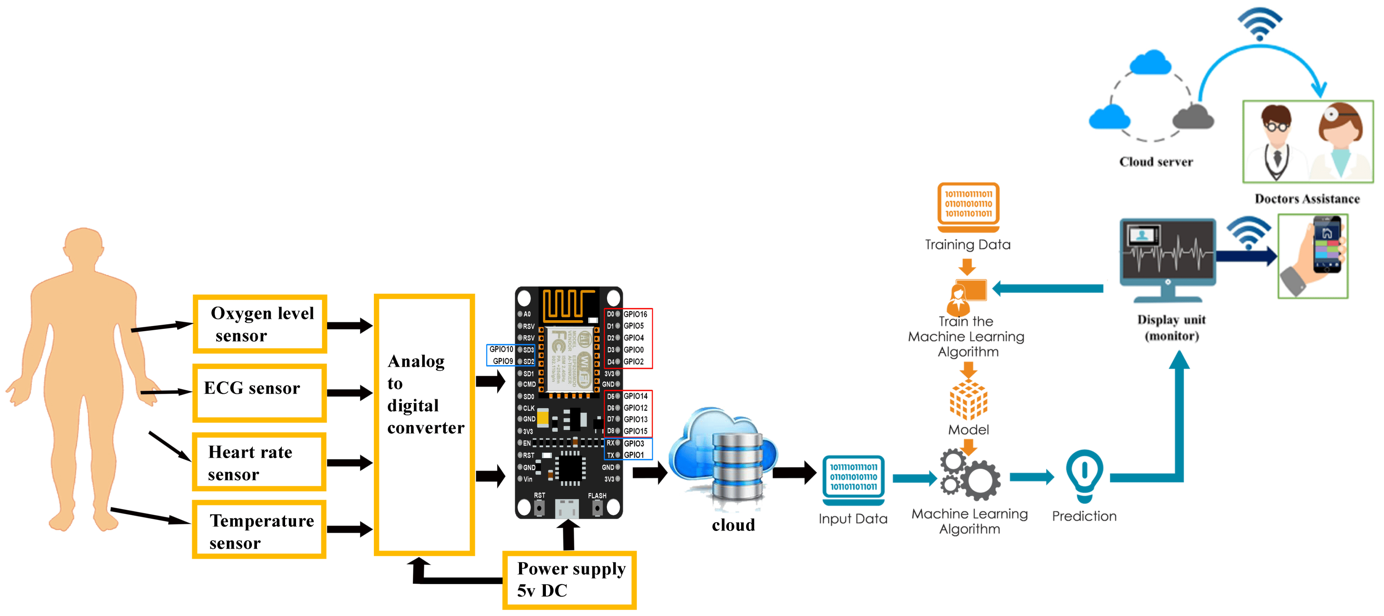 Cloud server
Doctors Assistance
10111101111011
011011010110
101101101011
Training Data
Train the
Machine Learning
Algorithm
Model
Display unit
(monitor)
Oxygen level
sensor
ECG sensor
Heart rate
sensor
Temperature
sensor
Analog
to
digital
converter
A0
RSV
RSV
GPIO10
SD3
GPIO9
SD2
SD1
CMD
SD0
CLK
GND
3V3
EN
RST
GND
Vin
D0
GPIO16
D1
GPIO5
D2
GPIO4
D3
GPIO0
D4
GPIO2
3V3
GND
D5
GPIO14
D6
GPIO12
D7
GPIO13
D8
GPIO15
RX
GPIO3
TX
GPIO1
GND
3V3
RST
FLASH
Power supply
5v DC
cloud
Input Data
Machine Learning
Algorithm
Prediction